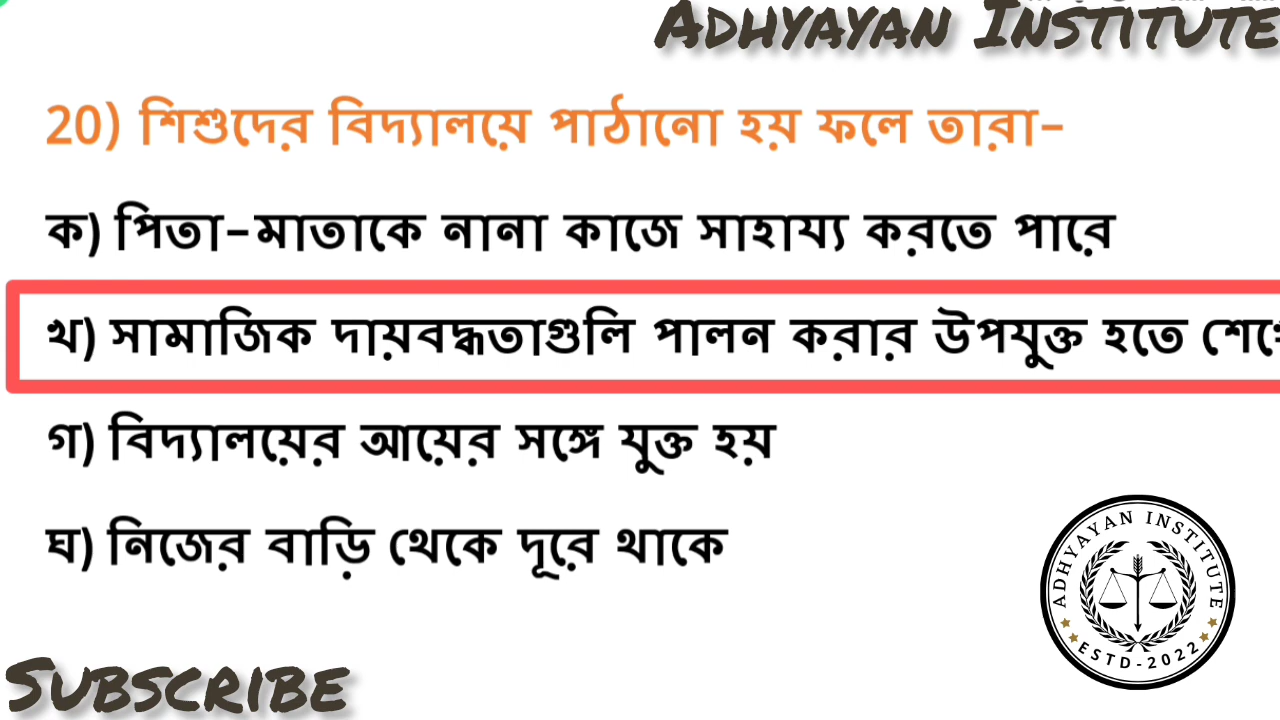 ADHYAYAN INSTITUTE
20) শিশুদের বিদ্যালয়ে পাঠানো হয় ফলে তারা-
ক) পিতা-মাতাকে নানা কাজে সাহায্য করতে পারে
খ) সামাজিক দায়বদ্ধতাগুলি পালন করার উপযুক্ত হতে
গ) বিদ্যালয়ের আয়ের সঙ্গে যুক্ত হয়
ঘ) নিজের বাড়ি থেকে দূরে থাকে
ADHYAYAN INSTITUTE
ESTD-2022
SUBSCRIBE